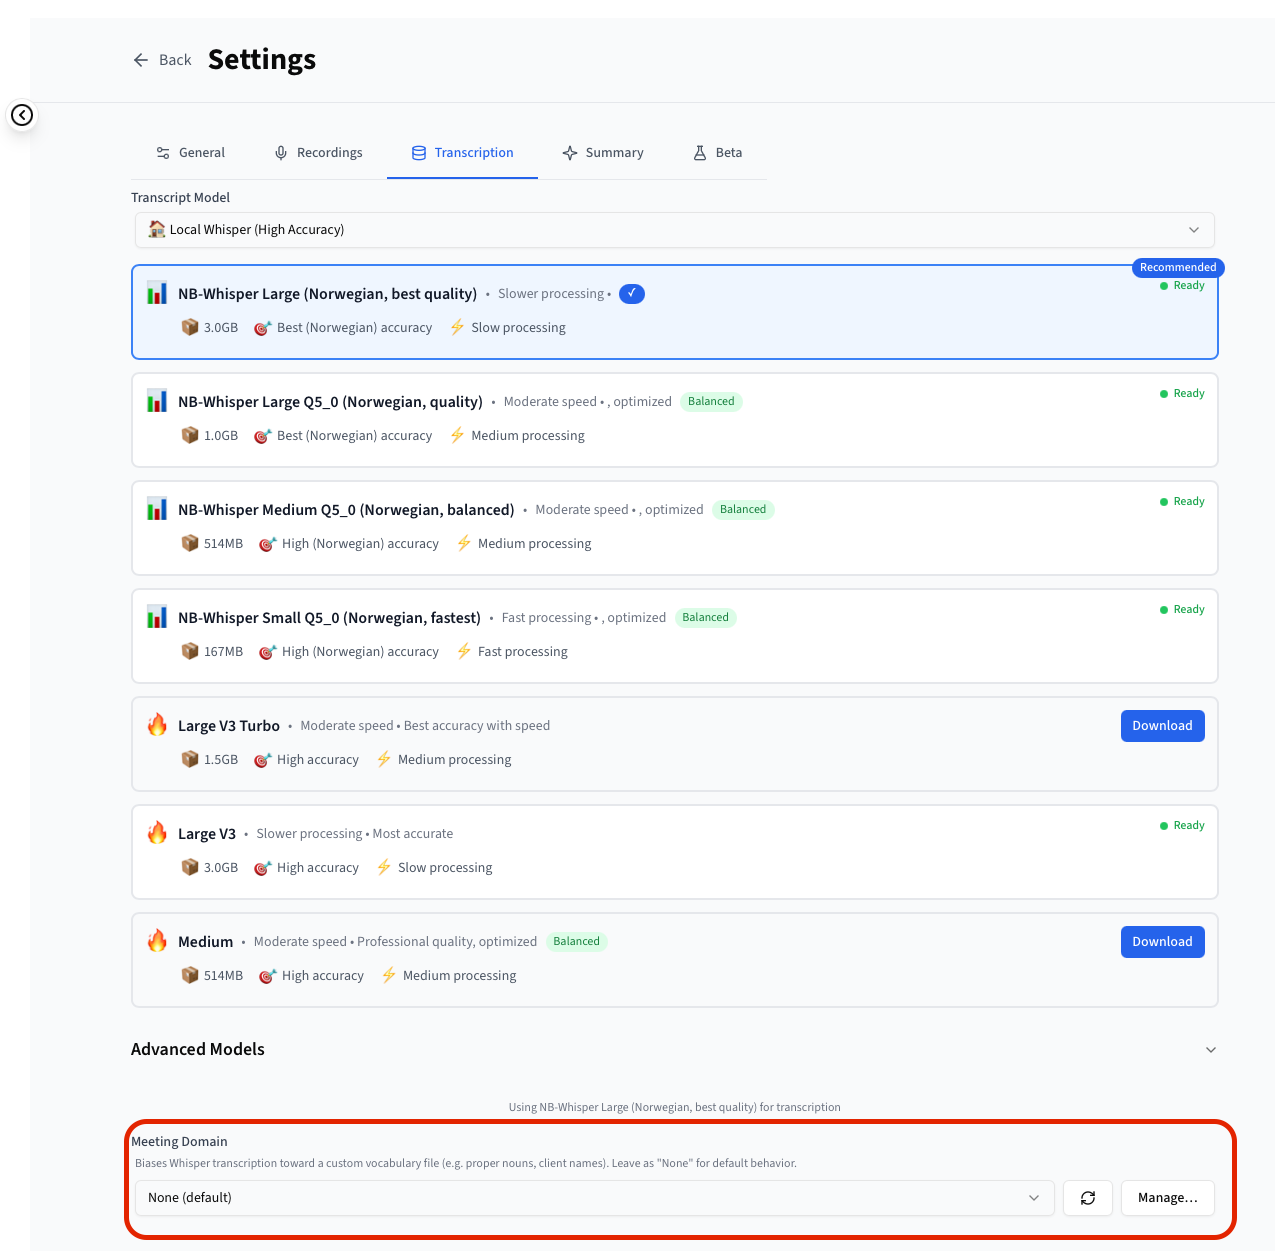 Back Settings
General Recordings Transcription Summary Beta
Transcript Model
Local Whisper (High Accuracy)
Recommended
NB-Whisper Large (Norwegian, best quality) • Slower processing • ✓ Ready
3.0GB Best (Norwegian) accuracy Slow processing
NB-Whisper Large Q5_0 (Norwegian, quality) • Moderate speed • , optimized Balanced Ready
1.0GB Best (Norwegian) accuracy Medium processing
NB-Whisper Medium Q5_0 (Norwegian, balanced) • Moderate speed • , optimized Balanced Ready
514MB High (Norwegian) accuracy Medium processing
NB-Whisper Small Q5_0 (Norwegian, fastest) • Fast processing • , optimized Balanced Ready
167MB High (Norwegian) accuracy Fast processing
Large V3 Turbo • Moderate speed • Best accuracy with speed Download
1.5GB High accuracy Medium processing
Large V3 • Slower processing • Most accurate Ready
3.0GB High accuracy Slow processing
Medium • Moderate speed • Professional quality, optimized Balanced Download
514MB High accuracy Medium processing
Advanced Models
Using NB-Whisper Large (Norwegian, best quality) for transcription
Meeting Domain
Biases Whisper transcription toward a custom vocabulary file (e.g. proper nouns, client names). Leave as "None" for default behavior.
None (default) Manage...